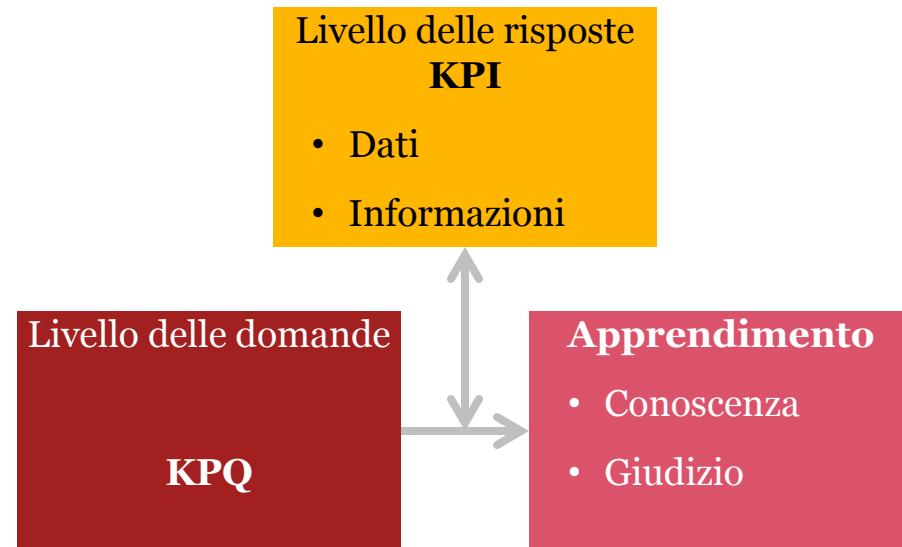 Livello delle risposte
KPI
• Dati
• Informazioni
Livello delle domande
KPQ
Apprendimento
• Conoscenza
• Giudizio